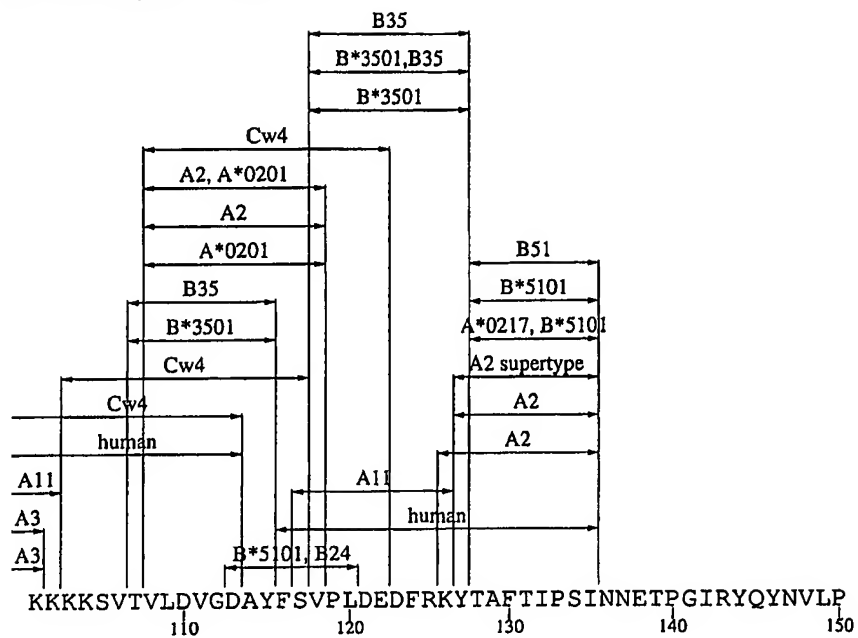 B35
B*3501,B35
B*3501
Cw4
A2, A*0201
A2
A*0201
B51
B35
B*5101
B*3501
A*0217, B*5101
Cw4
A2 supertype
Cw4
A2
human
A2
A11
A11
A3
human
A3
B*5101, B24
KKKKSVTVLDVGDAYFSVPLDEDFRKYTAFTIPSINNETPGIRYQYNVLP
110 120 130 140 150